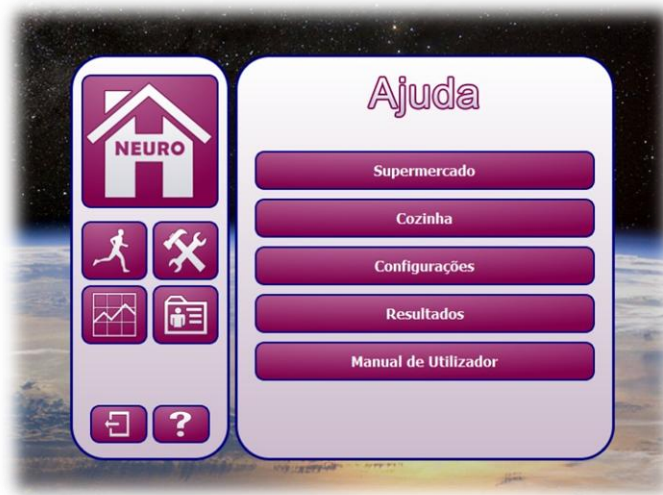 NEURO
Ajuda
Supermercado
Cozinha
Configurações
Resultados
Manual de Utilizador
?